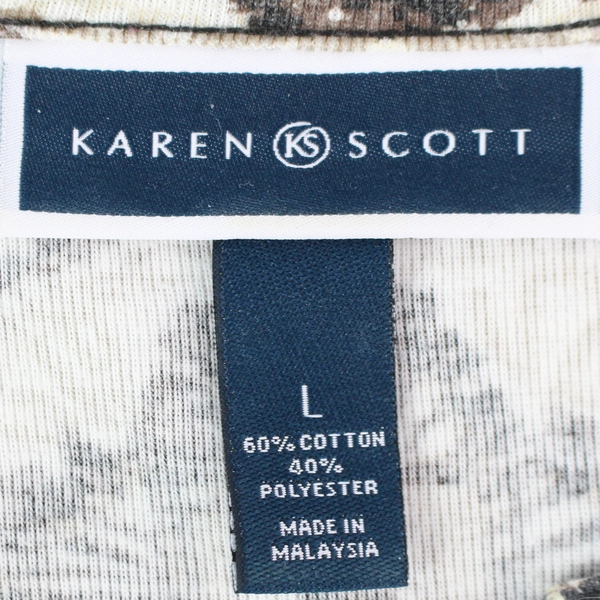 KAREN KS SCOTT
L
60% COTTON
40%
POLYESTER
MADE IN
MALAYSIA